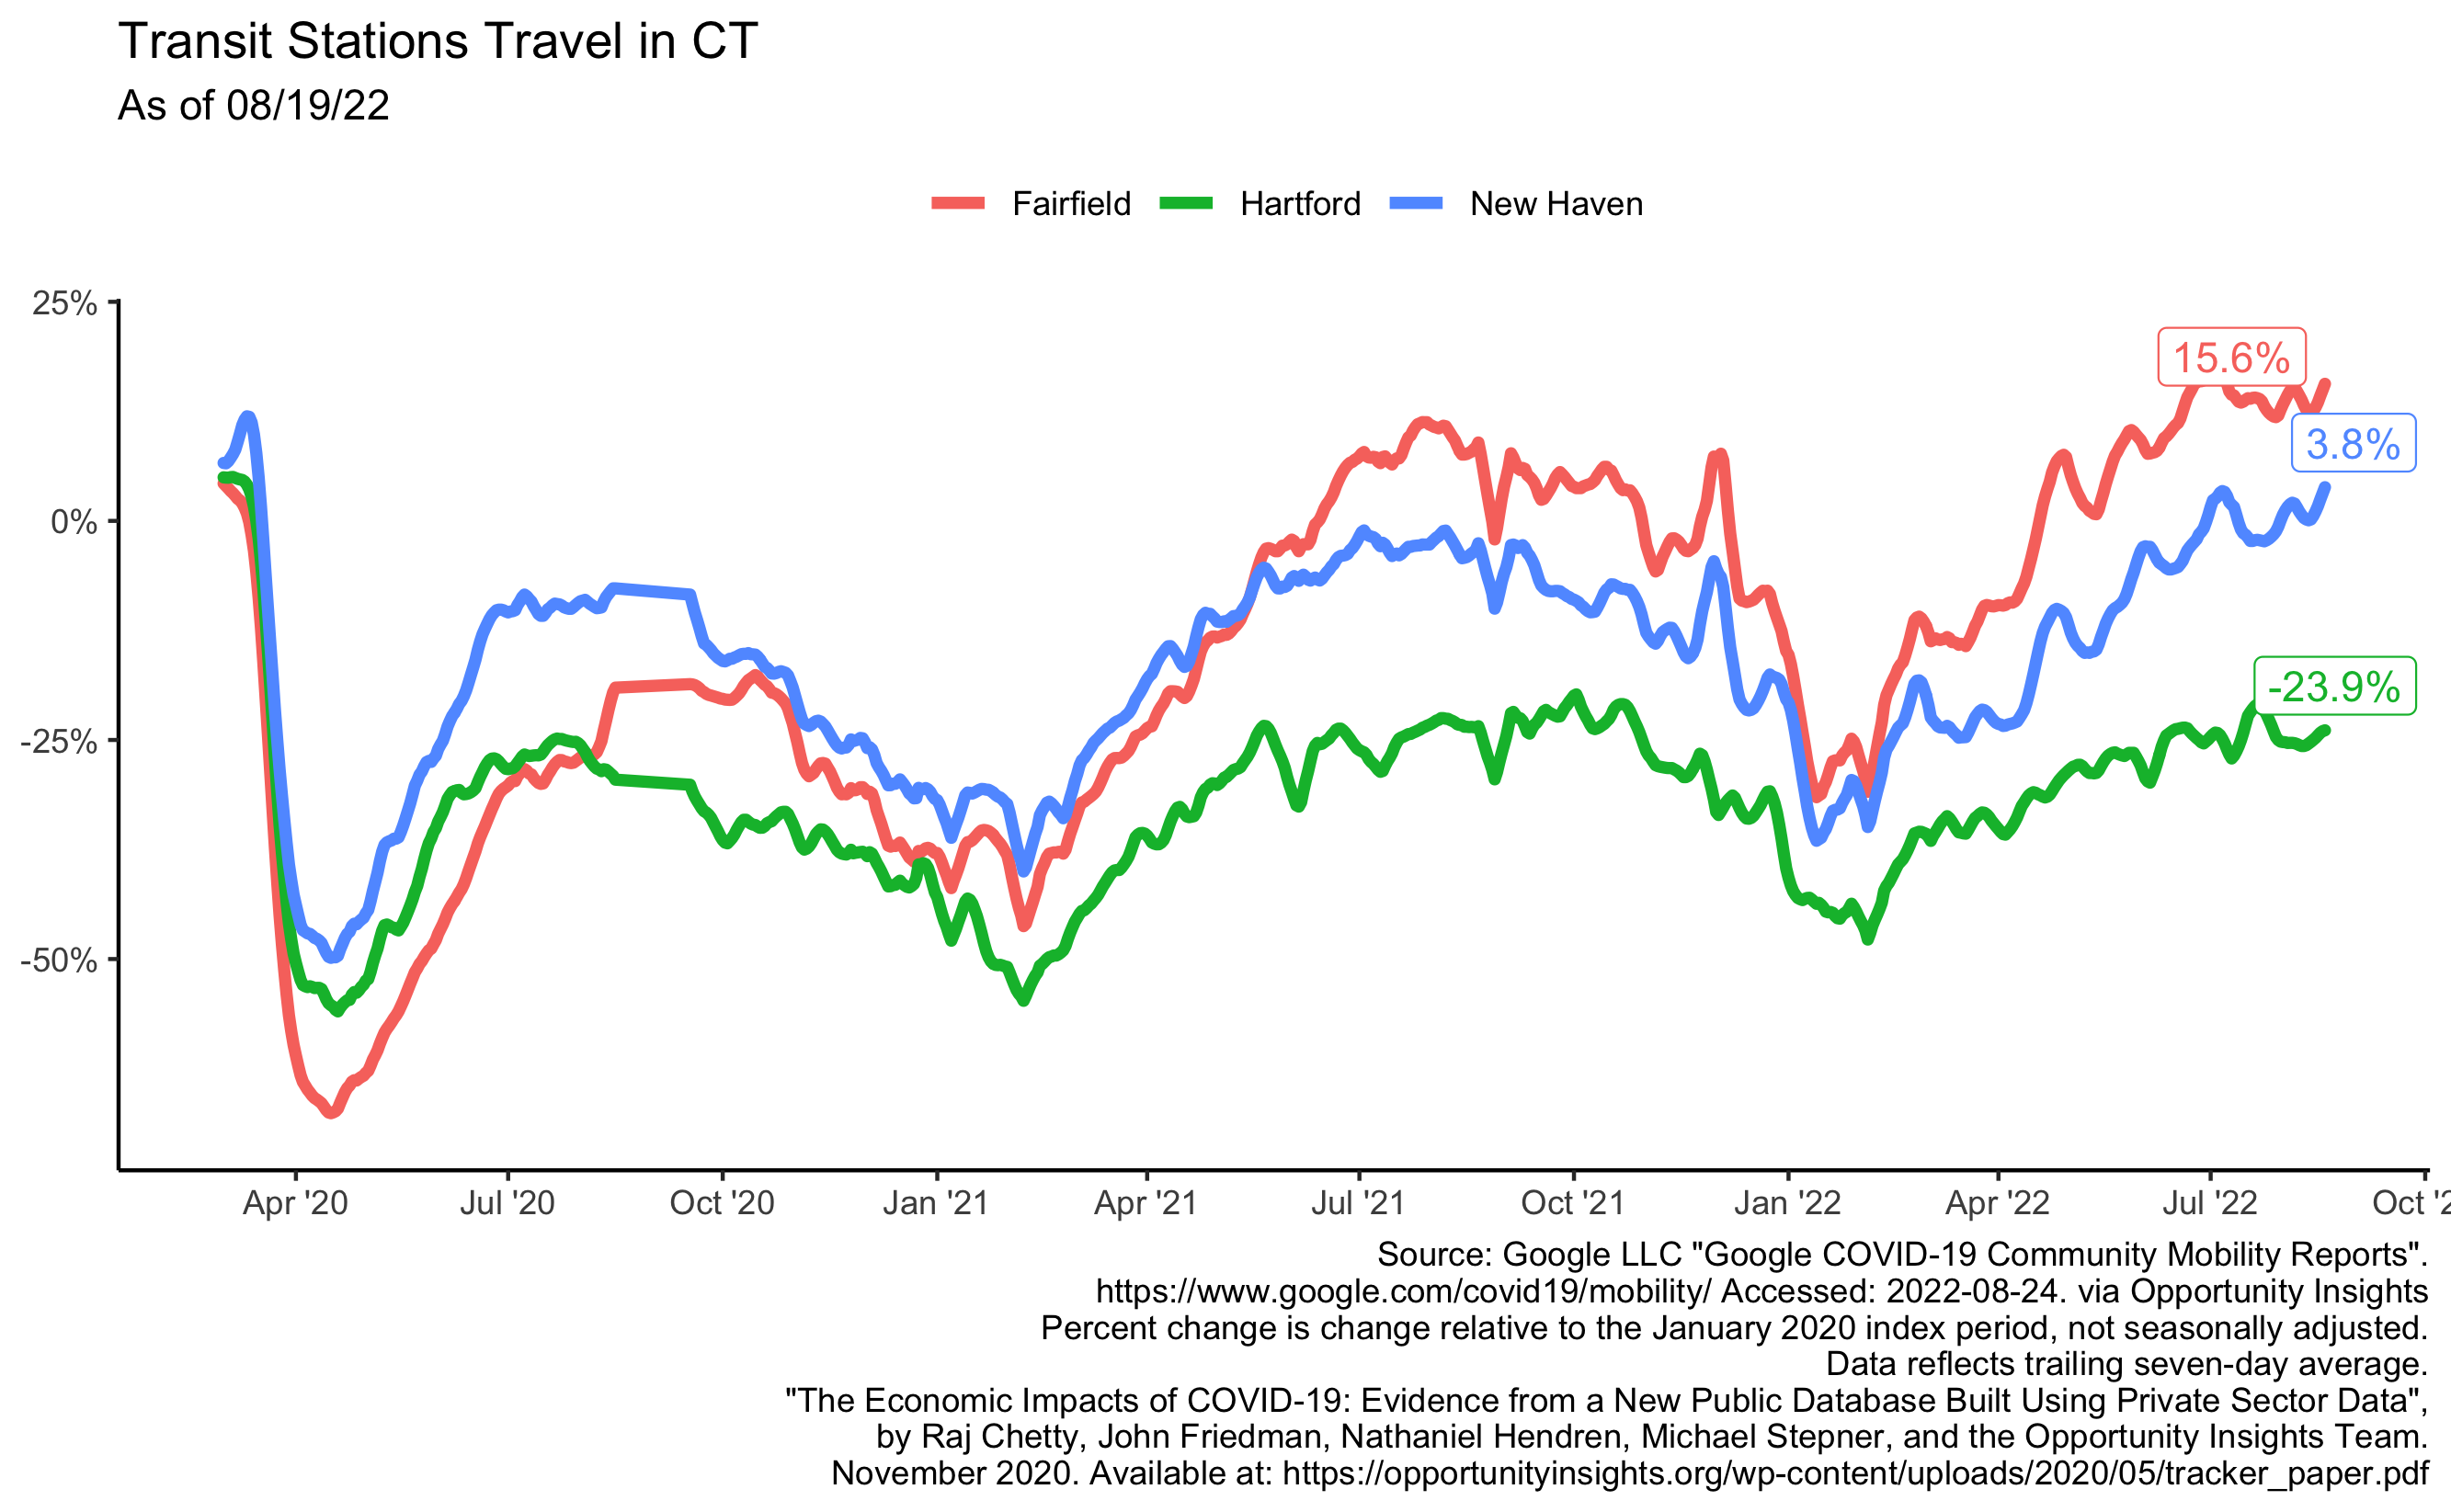 Transit Stations Travel in CT
As of 08/19/22
Fairfield Hartford New Haven
25%
0%
-25%
-50%
15.6%
3.8%
-23.9%
Apr '20 Jul '20 Oct '20 Jan '21 Apr '21 Jul '21 Oct '21 Jan '22 Apr '22 Jul '22 Oct '2
Source: Google LLC "Google COVID-19 Community Mobility Reports".
https://www.google.com/covid19/mobility/ Accessed: 2022-08-24. via Opportunity Insights
Percent change is change relative to the January 2020 index period, not seasonally adjusted.
Data reflects trailing seven-day average.
"The Economic Impacts of COVID-19: Evidence from a New Public Database Built Using Private Sector Data",
by Raj Chetty, John Friedman, Nathaniel Hendren, Michael Stepner, and the Opportunity Insights Team.
November 2020. Available at: https://opportunityinsights.org/wp-content/uploads/2020/05/tracker_paper.pdf